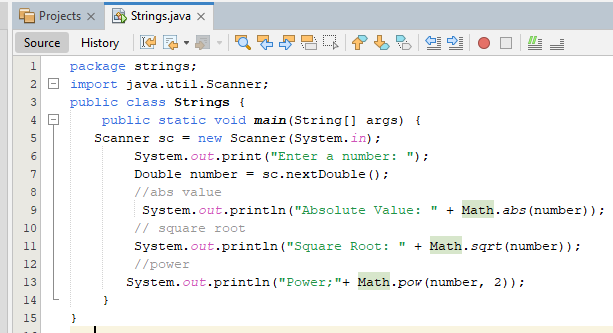 Projects Strings.java
Source History
1 package strings;
2 import java.util.Scanner;
3 public class Strings {
4 public static void main(String[] args) {
5 Scanner sc = new Scanner(System.in);
6 System.out.print("Enter a number: ");
7 Double number = sc.nextDouble();
8 //abs value
9 System.out.println("Absolute Value: " + Math.abs(number));
10 // square root
11 System.out.println("Square Root: " + Math.sqrt(number));
12 //power
13 System.out.println("Power;"+ Math.pow(number, 2));
14 }
15 }